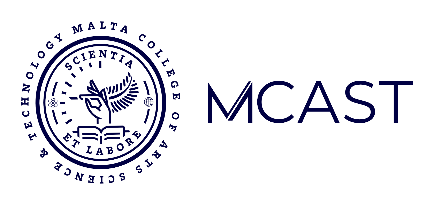 MALTA COLLEGE OF ARTS SCIENCE & TECHNOLOGY
SCIENTIA
ET LABORE
MCAST